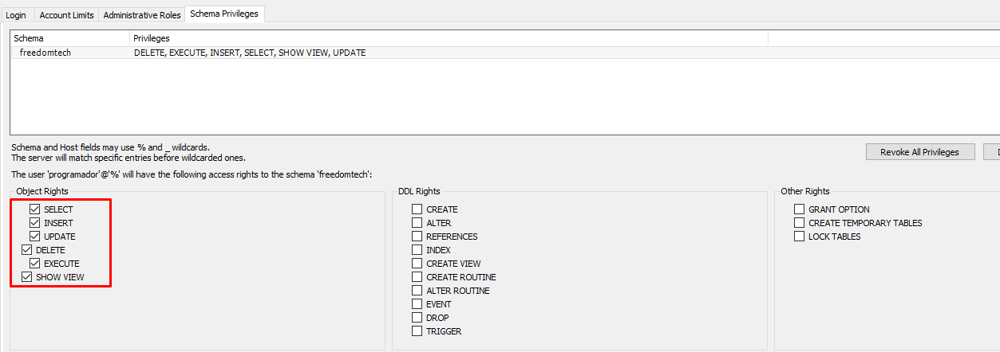 Login Account Limits Administrative Roles Schema Privileges
Schema Privileges
freedomtech DELETE, EXECUTE, INSERT, SELECT, SHOW VIEW, UPDATE
Schema and Host fields may use % and _ wildcards.
The server will match specific entries before wildcarded ones.
Revoke All Privileges D
The user 'programador'@'%' will have the following access rights to the schema 'freedomtech':
Object Rights DDL Rights Other Rights
SELECT CREATE GRANT OPTION
INSERT ALTER CREATE TEMPORARY TABLES
UPDATE REFERENCES LOCK TABLES
DELETE INDEX
EXECUTE CREATE VIEW
SHOW VIEW CREATE ROUTINE
ALTER ROUTINE
EVENT
DROP
TRIGGER